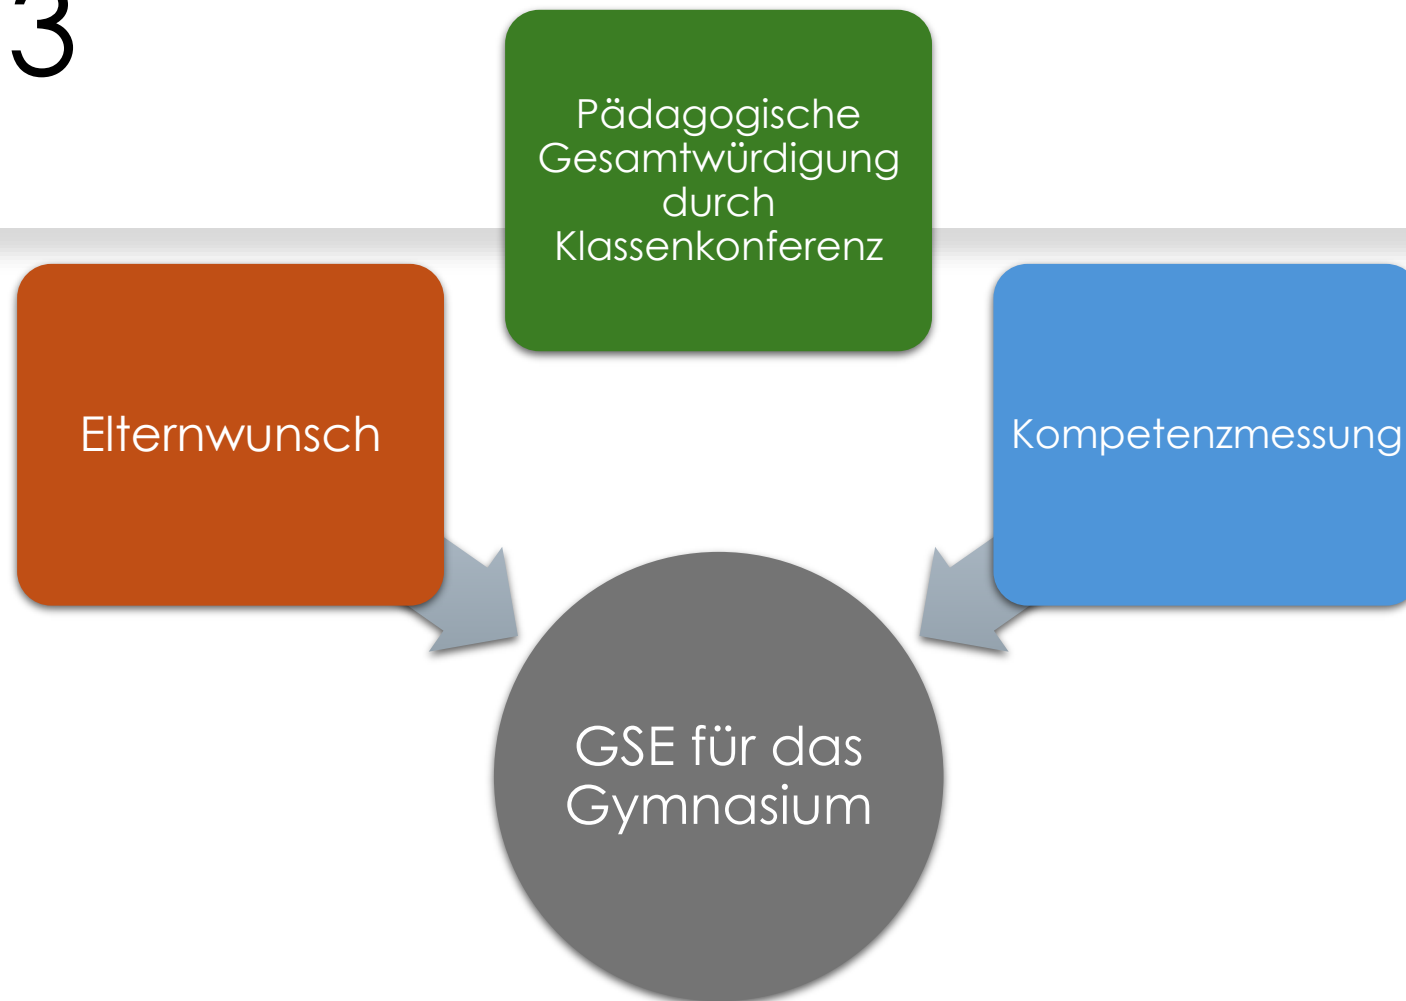 3
Pädagogische
Gesamtwürdigung
durch
Klassenkonferenz
Elternwunsch
Kompetenzmessung
GSE für das
Gymnasium